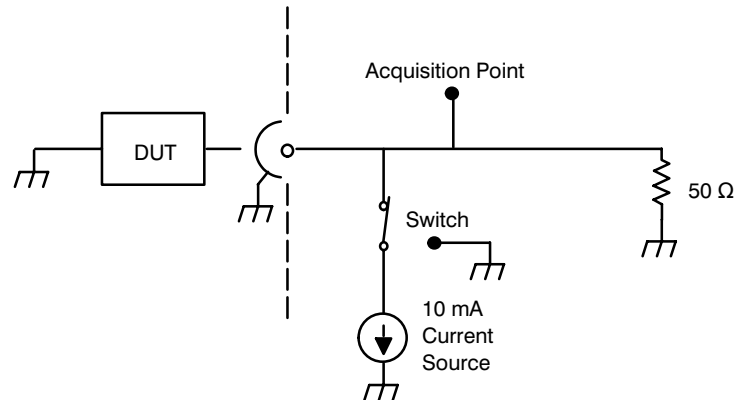 Acquisition Point
DUT
50 Ω
Switch
10 mA
Current
Source